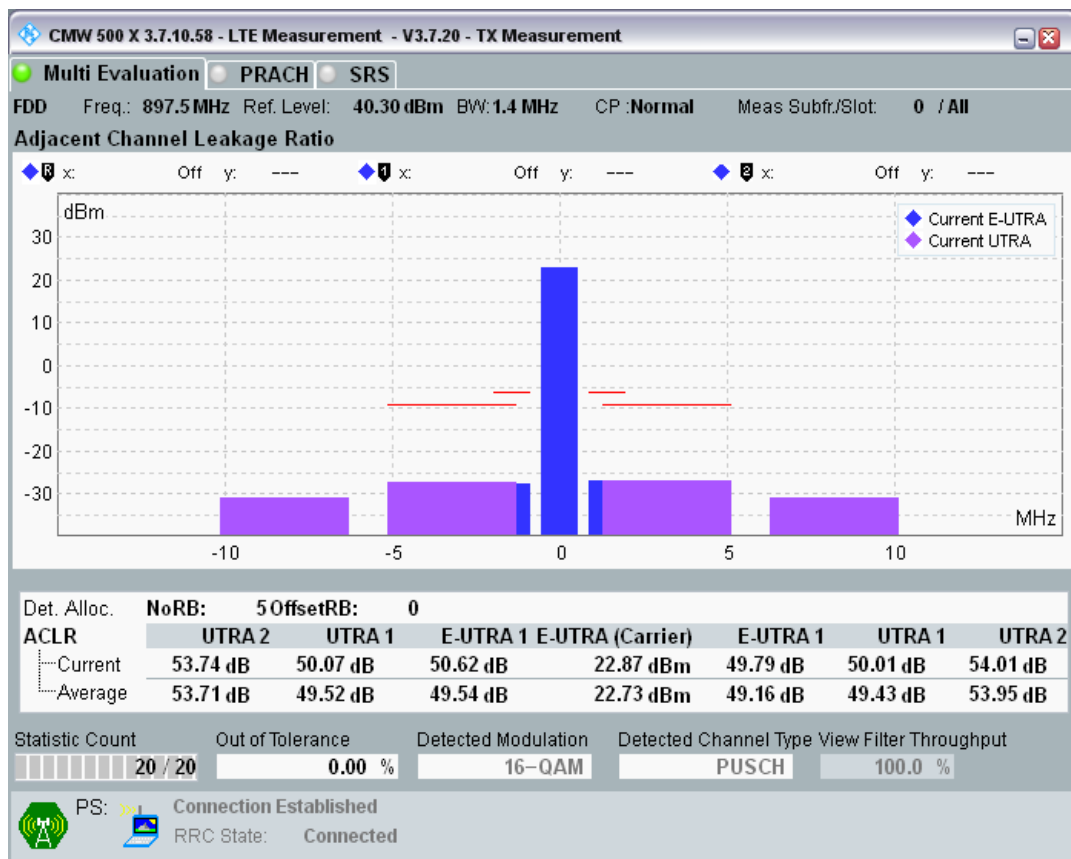 CMW 500 X 3.7.10.58 - LTE Measurement - V3.7.20 - TX Measurement
Multi Evaluation PRACH SRS
FDD Freq.: 897.5 MHz Ref. Level: 40.30 dBm BW: 1.4 MHz CP :Normal Meas Subfr./Slot: 0 / All
Adjacent Channel Leakage Ratio
R x: Off y: --- 1 x: Off y: --- 2 x: Off y: ---
dBm
Current E-UTRA
Current UTRA
30
20
10
0
-10
-20
-30
MHz
-10 -5 0 5 10
Det. Alloc. NoRB: 5 OffsetRB: 0
ACLR UTRA 2 UTRA 1 E-UTRA 1 E-UTRA (Carrier) E-UTRA 1 UTRA 1 UTRA 2
Current 53.74 dB 50.07 dB 50.62 dB 22.87 dBm 49.79 dB 50.01 dB 54.01 dB
Average 53.71 dB 49.52 dB 49.54 dB 22.73 dBm 49.16 dB 49.43 dB 53.95 dB
Statistic Count Out of Tolerance Detected Modulation Detected Channel Type View Filter Throughput
20 / 20 0.00 % 16-QAM PUSCH 100.0 %
PS: Connection Established
RRC State: Connected